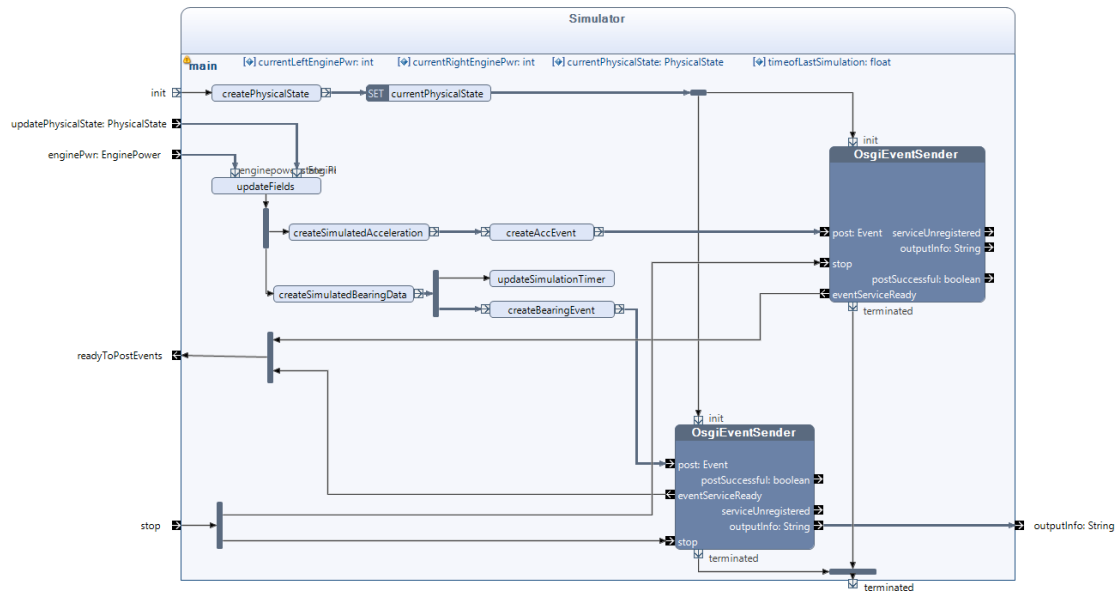 Simulator
main
currentLeftEnginePwr: int
currentRightEnginePwr: int
currentPhysicalState: PhysicalState
timeofLastSimulation: float
init
createPhysicalState
SET currentPhysicalState
updatePhysicalState: PhysicalState
enginePwr: EnginePower
init
OsgiEventSender
updateFields
createSimulatedAcceleration
createAccEvent
post: Event
serviceUnregistered
outputInfo: String
stop
postSuccessful: boolean
eventServiceReady
terminated
createSimulatedBearingData
updateSimulationTimer
createBearingEvent
readyToPostEvents
init
OsgiEventSender
post: Event
postSuccessful: boolean
eventServiceReady
serviceUnregistered
outputInfo: String
stop
terminated
stop
outputInfo: String
terminated